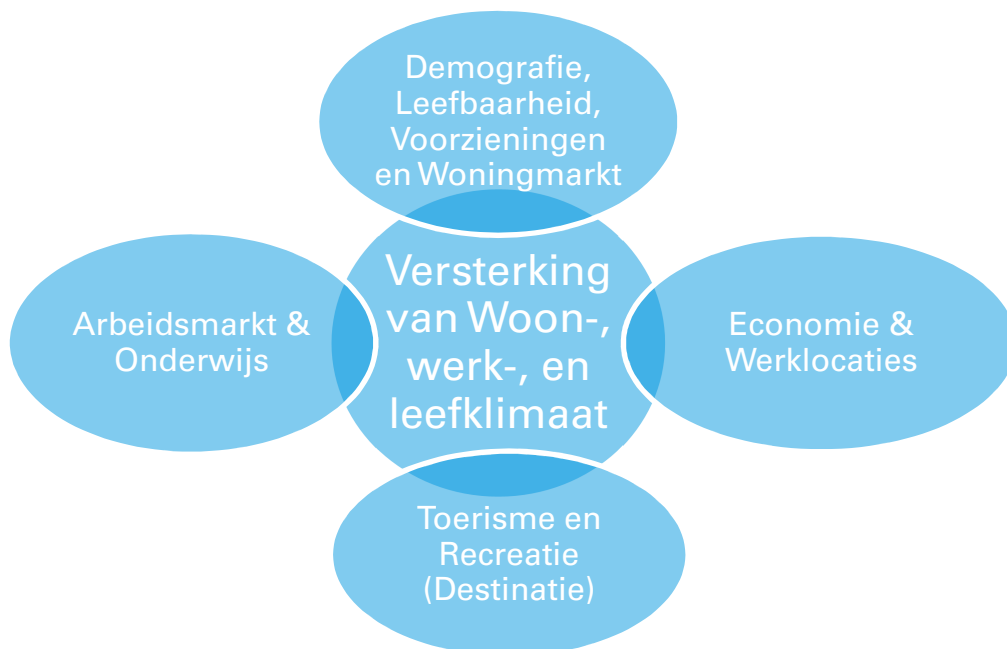 Demografie,
Leefbaarheid,
Voorzieningen
en Woningmarkt
Arbeidsmarkt &
Onderwijs
Versterking
van Woon-,
werk-, en
leefklimaat
Economie &
Werklocaties
Toerisme en
Recreatie
(Destinatie)